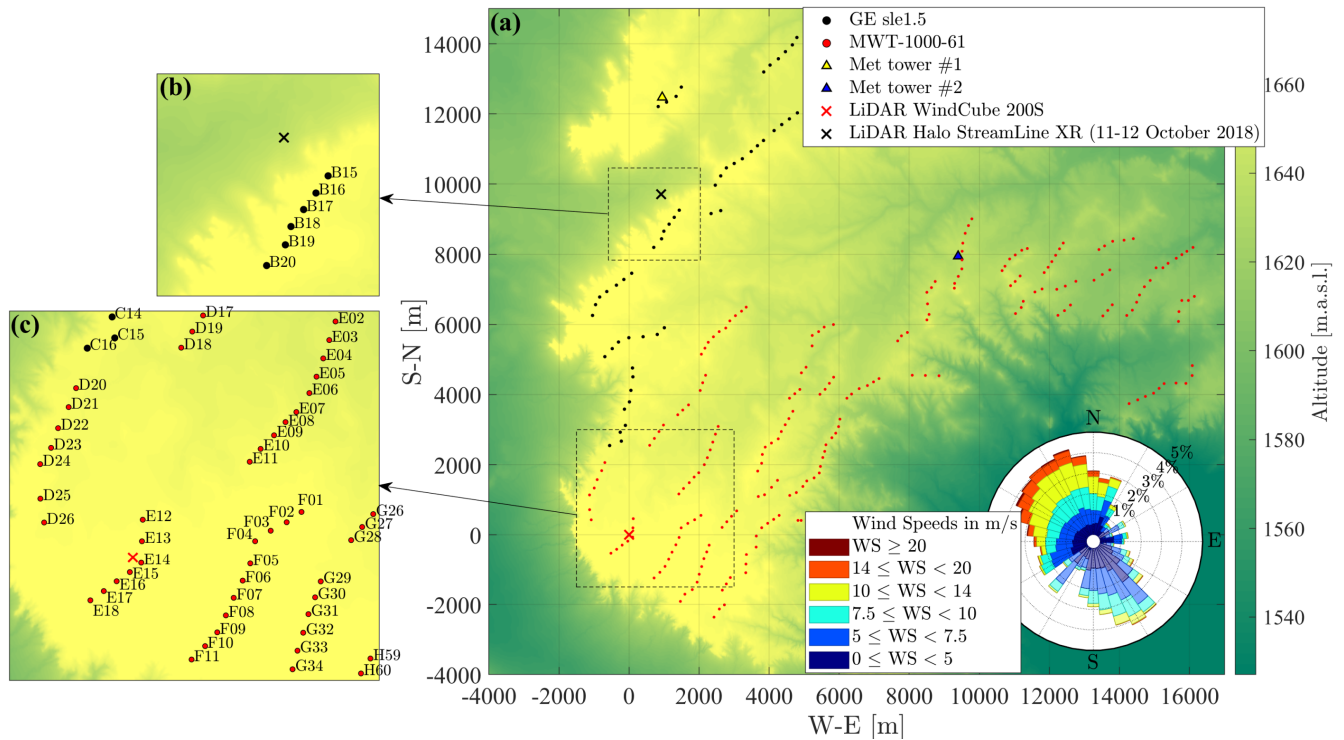 (a)
GE sle1.5
MWT-1000-61
Met tower #1
Met tower #2
LiDAR WindCube 200S
LiDAR Halo StreamLine XR (11-12 October 2018)
14000
12000
10000
8000
6000
4000
2000
0
-2000
-4000
S-N [m]
-4000 -2000 0 2000 4000 6000 8000 10000 12000 14000 16000
W-E [m]
1660
1640
1620
1600
1580
1560
1540
Altitude [m.a.s.l.]
N
E
S
5%
4%
3%
2%
1%
Wind Speeds in m/s
WS ≥ 20
14 ≤ WS < 20
10 ≤ WS < 14
7.5 ≤ WS < 10
5 ≤ WS < 7.5
0 ≤ WS < 5
(b)
B15
B16
B17
B18
B19
B20
(c)
C14
C15
C16
D17
D19
D18
D20
D21
D22
D23
D24
D25
D26
E02
E03
E04
E05
E06
E07
E08
E09
E10
E11
E12
E13
E14
E15
E16
E17
E18
F01
F02
F03
F04
F05
F06
F07
F08
F09
F10
F11
G26
G27
G28
G29
G30
G31
G32
G33
G34
H59
H60